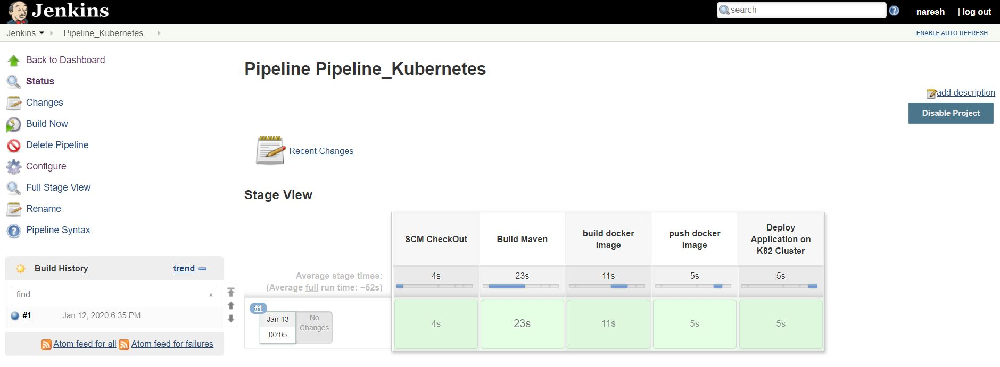 Jenkins
search
naresh
| log out
Jenkins
Pipeline_Kubernetes
ENABLE AUTO REFRESH
Back to Dashboard
Status
Changes
Build Now
Delete Pipeline
Configure
Full Stage View
Rename
Pipeline Syntax
Build History
trend
find
x
#1
Jan 12, 2020 6:35 PM
Atom feed for all
Atom feed for failures
Pipeline Pipeline_Kubernetes
add description
Disable Project
Recent Changes
Stage View
SCM CheckOut
Build Maven
build docker
image
push docker
image
Deploy
Application on
K82 Cluster
Average stage times:
(Average full run time: ~52s)
4s
23s
11s
5s
5s
#1
Jan 13
00:05
No
Changes
4s
23s
11s
5s
5s